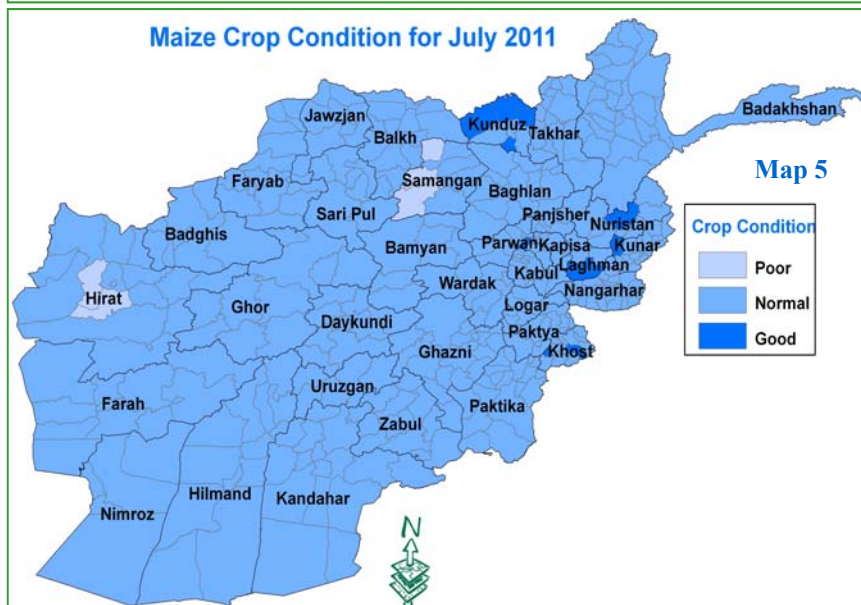 Maize Crop Condition for July 2011
Badakhshan
Jawzjan
Kunduz
Takhar
Balkh
Map 5
Faryab
Samangan
Baghlan
Sari Pul
Panjsher
Nuristan
Badghis
Bamyan
Parwan
Kapisa
Kunar
Kabul
Laghman
Hirat
Ghor
Wardak
Nangarhar
Logar
Daykundi
Paktya
Ghazni
Khost
Uruzgan
Farah
Zabul
Paktika
Hilmand
Kandahar
Nimroz
N
Crop Condition
Poor
Normal
Good